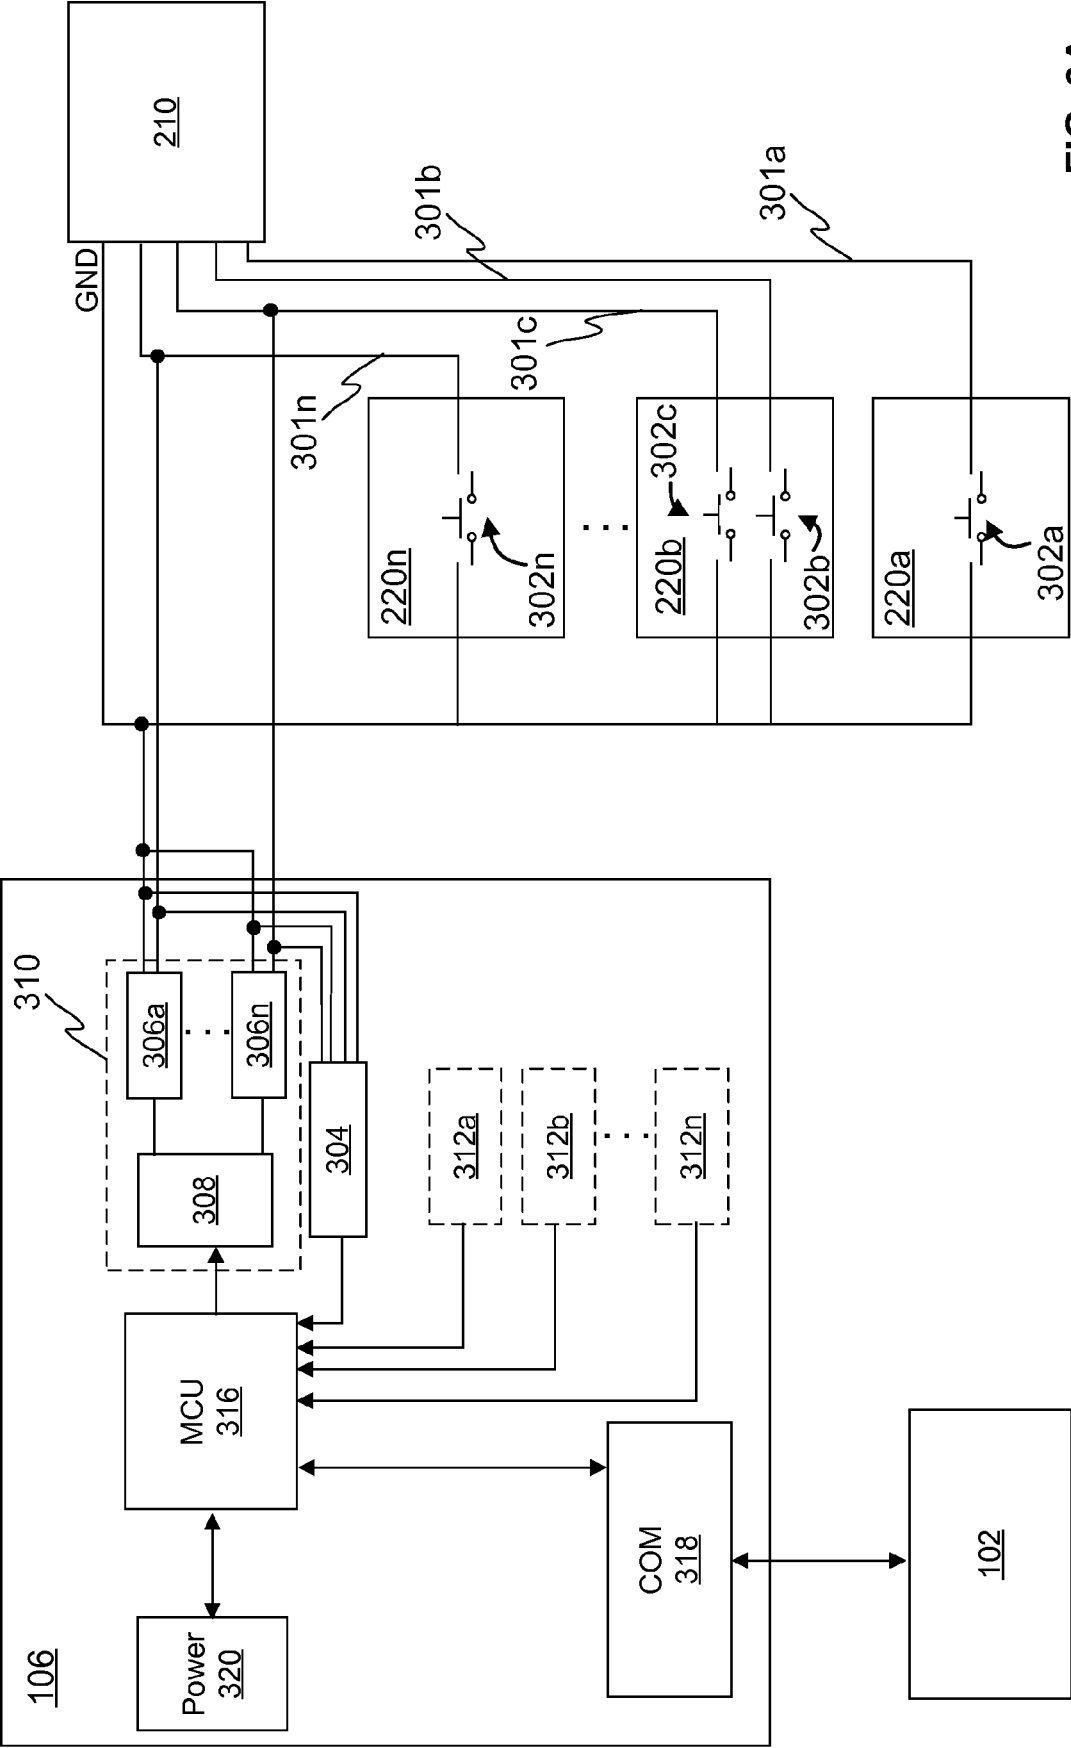 106
Power
320
MCU
316
308
310
306a
. . .
306n
304
312a
312b
. . .
312n
COM
318
102
GND
210
301n
301c
301b
301a
220n
302n
. . .
220b
302c
302b
220a
302a